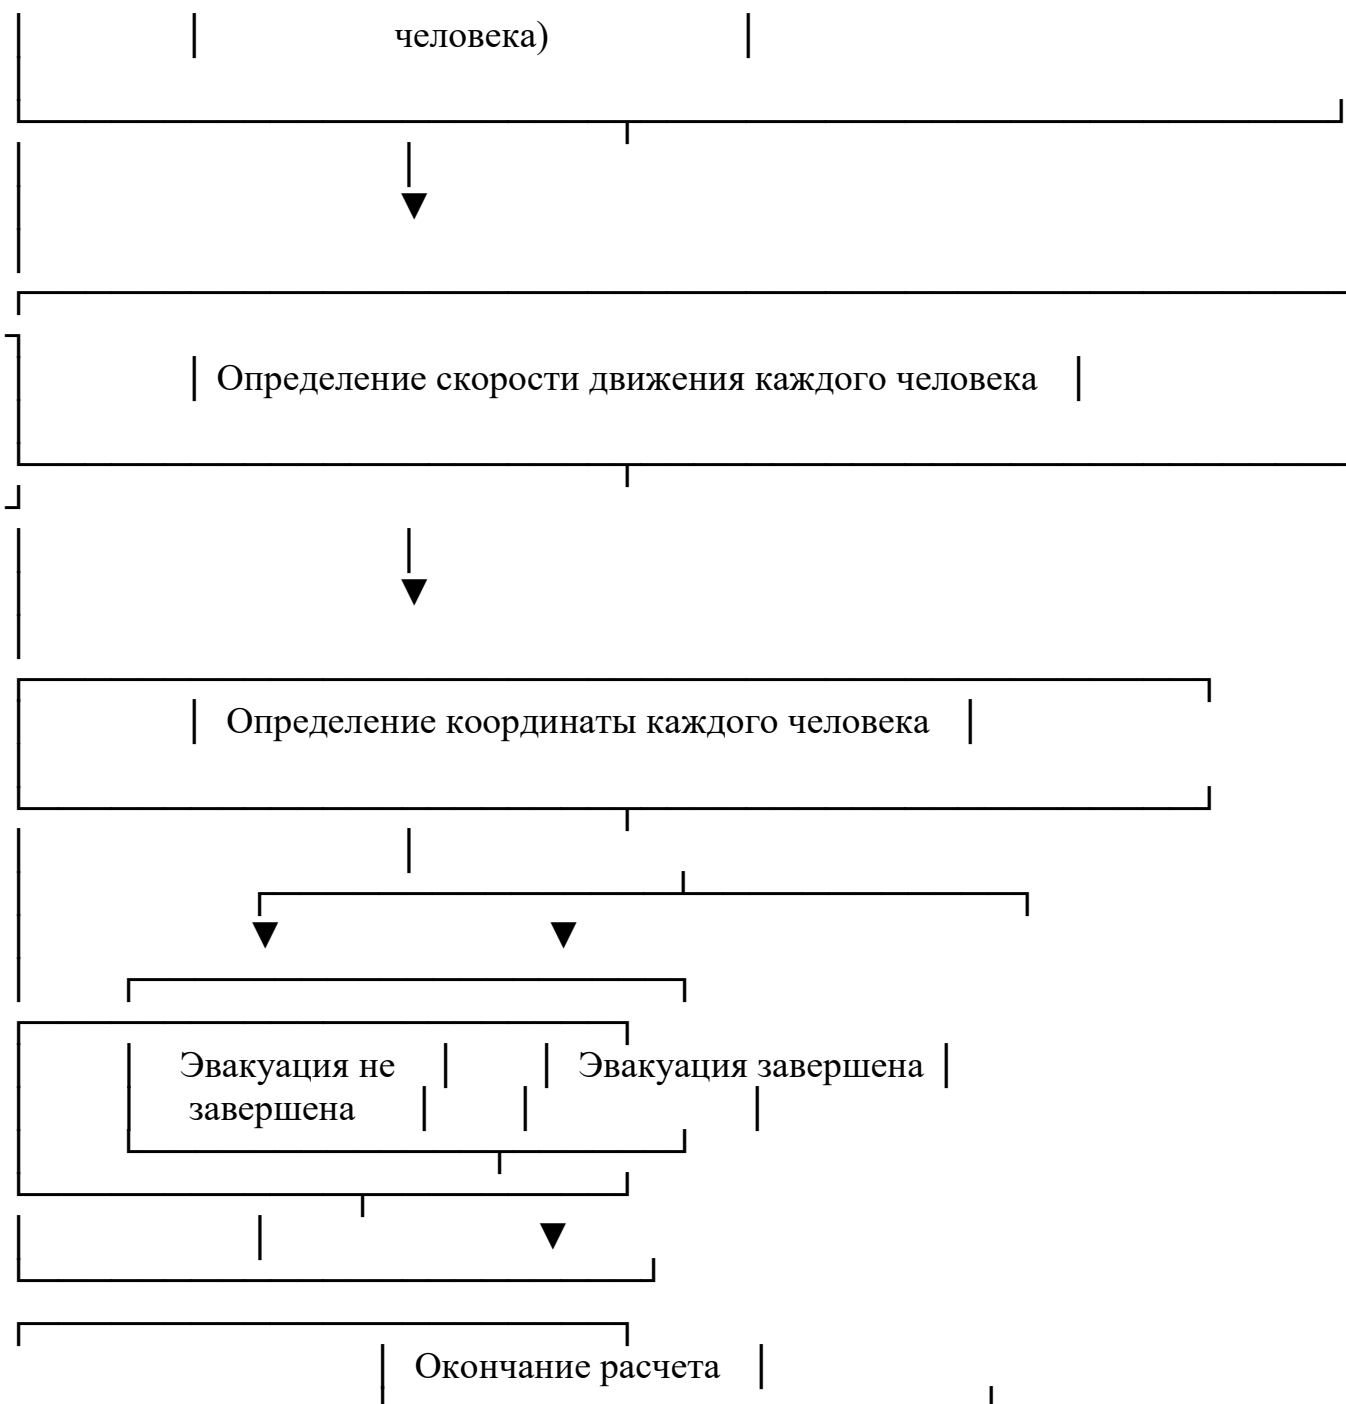 человека)
Определение скорости движения каждого человека
Определение координаты каждого человека
Эвакуация не Эвакуация завершена
завершена
Окончание расчета